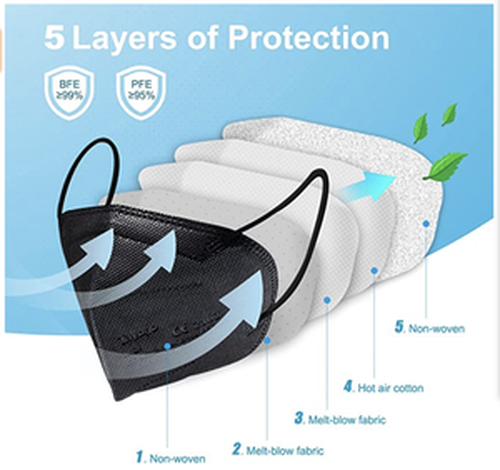 5 Layers of Protection
BFE
≥99%
PFE
≥95%
5. Non-woven
4. Hot air cotton
3. Melt-blow fabric
2. Melt-blow fabric
1. Non-woven